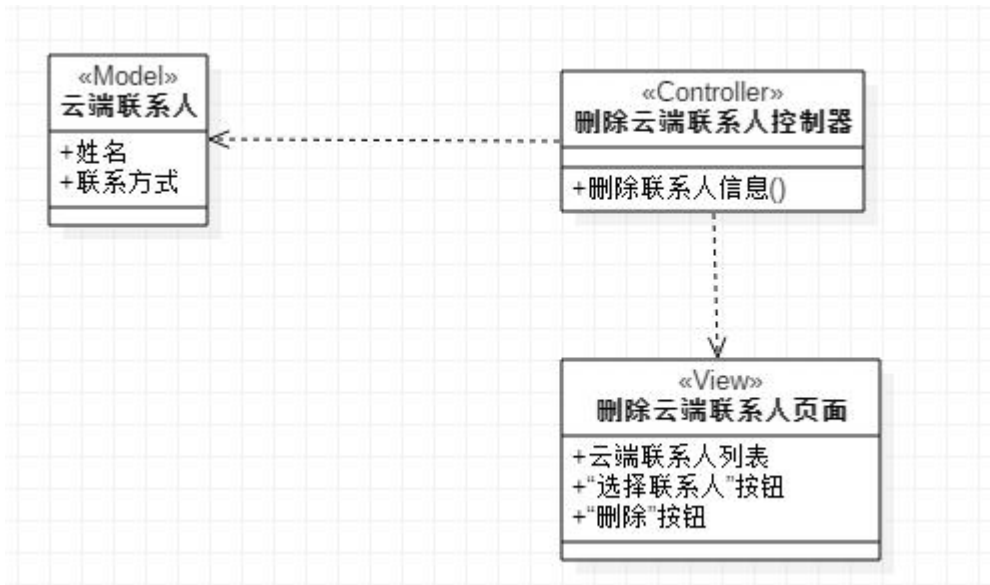 «Model»
云端联系人
+姓名
+联系方式
«Controller»
删除云端联系人控制器
+删除联系人信息()
«View»
删除云端联系人页面
+云端联系人列表
+“选择联系人”按钮
+“删除”按钮